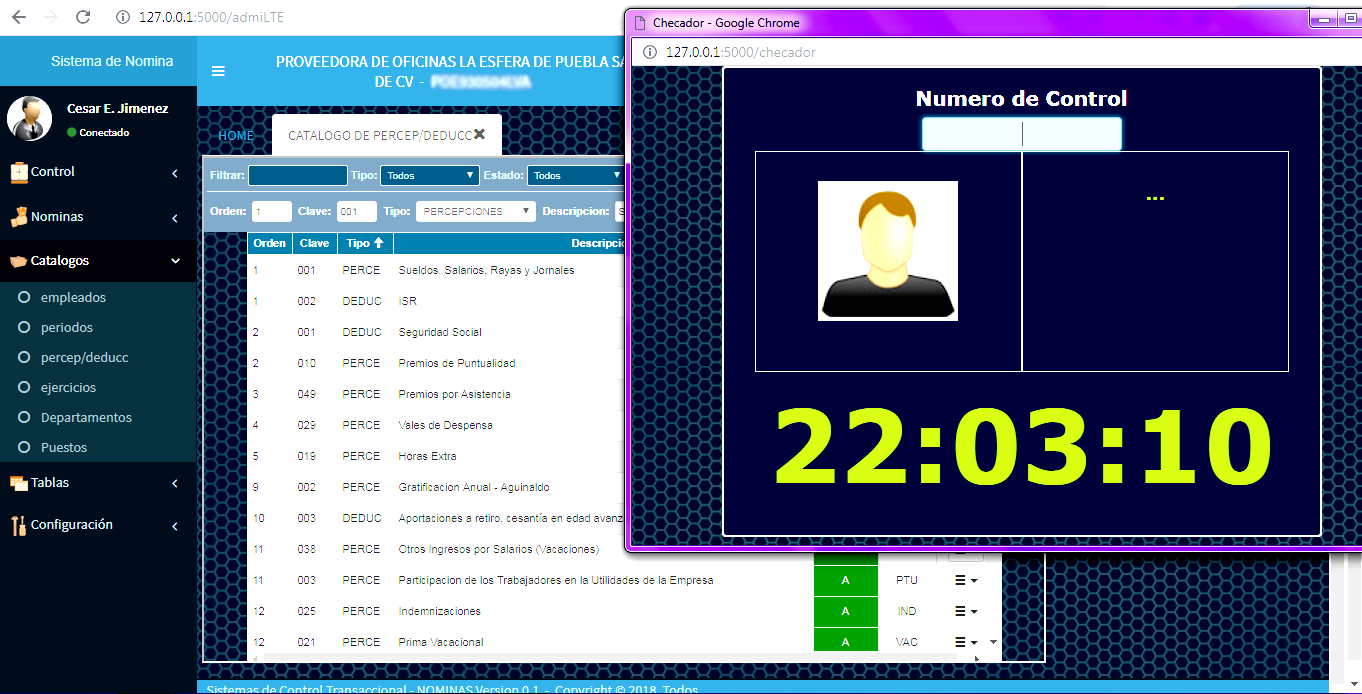 127.0.0.1:5000/admiLTE
Sistema de Nomina
Cesar E. Jimenez
Conectado
Control
Nominas
Catalogos
empleados
periodos
percep/deducc
ejercicios
Departamentos
Puestos
Tablas
Configuración
PROVEEDORA DE OFICINAS LA ESFERA DE PUEBLA SA
DE CV -
HOME
CATALOGO DE PERCEP/DEDUCC
Filtrar: Tipo: Todos Estado: Todos
Orden: 1 Clave: 001 Tipo: PERCEPCIONES Descripcion: S
Orden Clave Tipo Descripci
1 001 PERCE Sueldos, Salarios, Rayas y Jornales
1 002 DEDUC ISR
2 001 DEDUC Seguridad Social
2 010 PERCE Premios de Puntualidad
3 049 PERCE Premios por Asistencia
4 029 PERCE Vales de Despensa
5 019 PERCE Horas Extra
9 002 PERCE Gratificacion Anual - Aguinaldo
10 003 DEDUC Aportaciones a retiro, cesantía en edad avanz
11 038 PERCE Otros Ingresos por Salarios (Vacaciones)
11 003 PERCE Participacion de los Trabajadores en la Utilidades de la Empresa A PTU
12 025 PERCE Indemnizaciones A IND
12 021 PERCE Prima Vacacional A VAC
Sistemas de Control Transaccional - NOMINAS Version 0.1 - Copyright © 2018 Todos
Checador - Google Chrome
127.0.0.1:5000/checador
Numero de Control
...
22:03:10